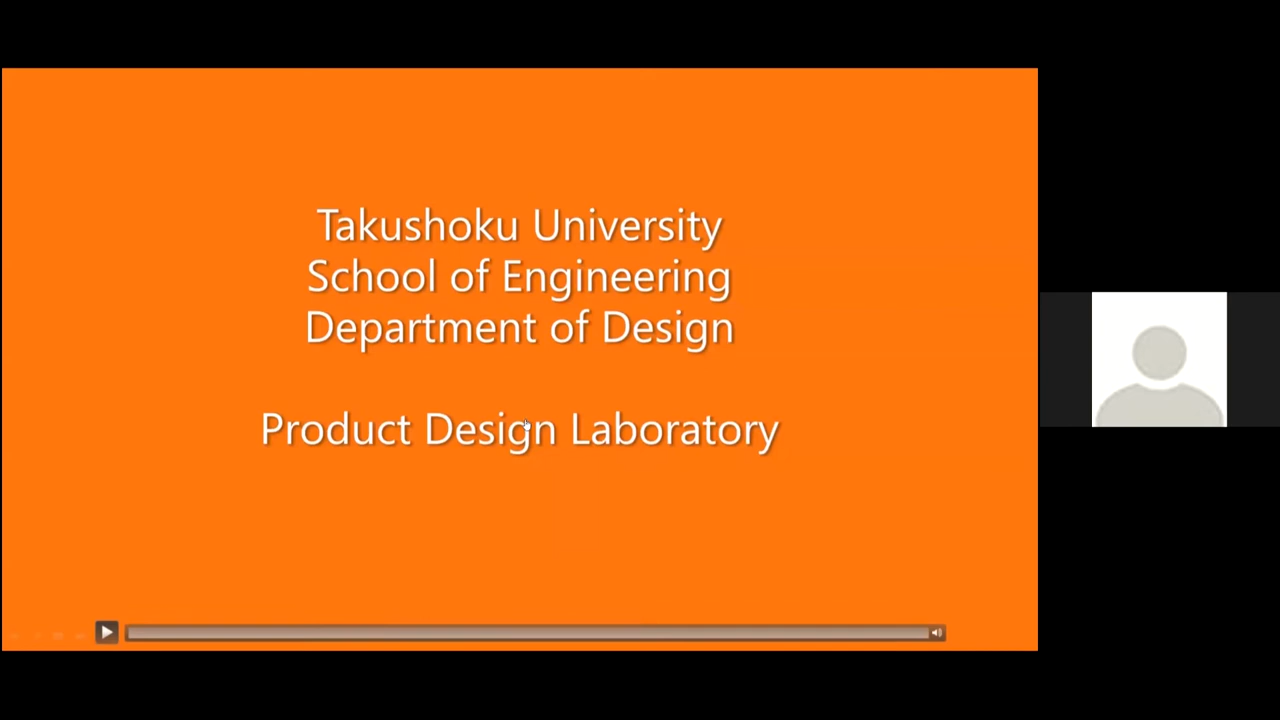 Takushoku University
School of Engineering
Department of Design
Product Design Laboratory